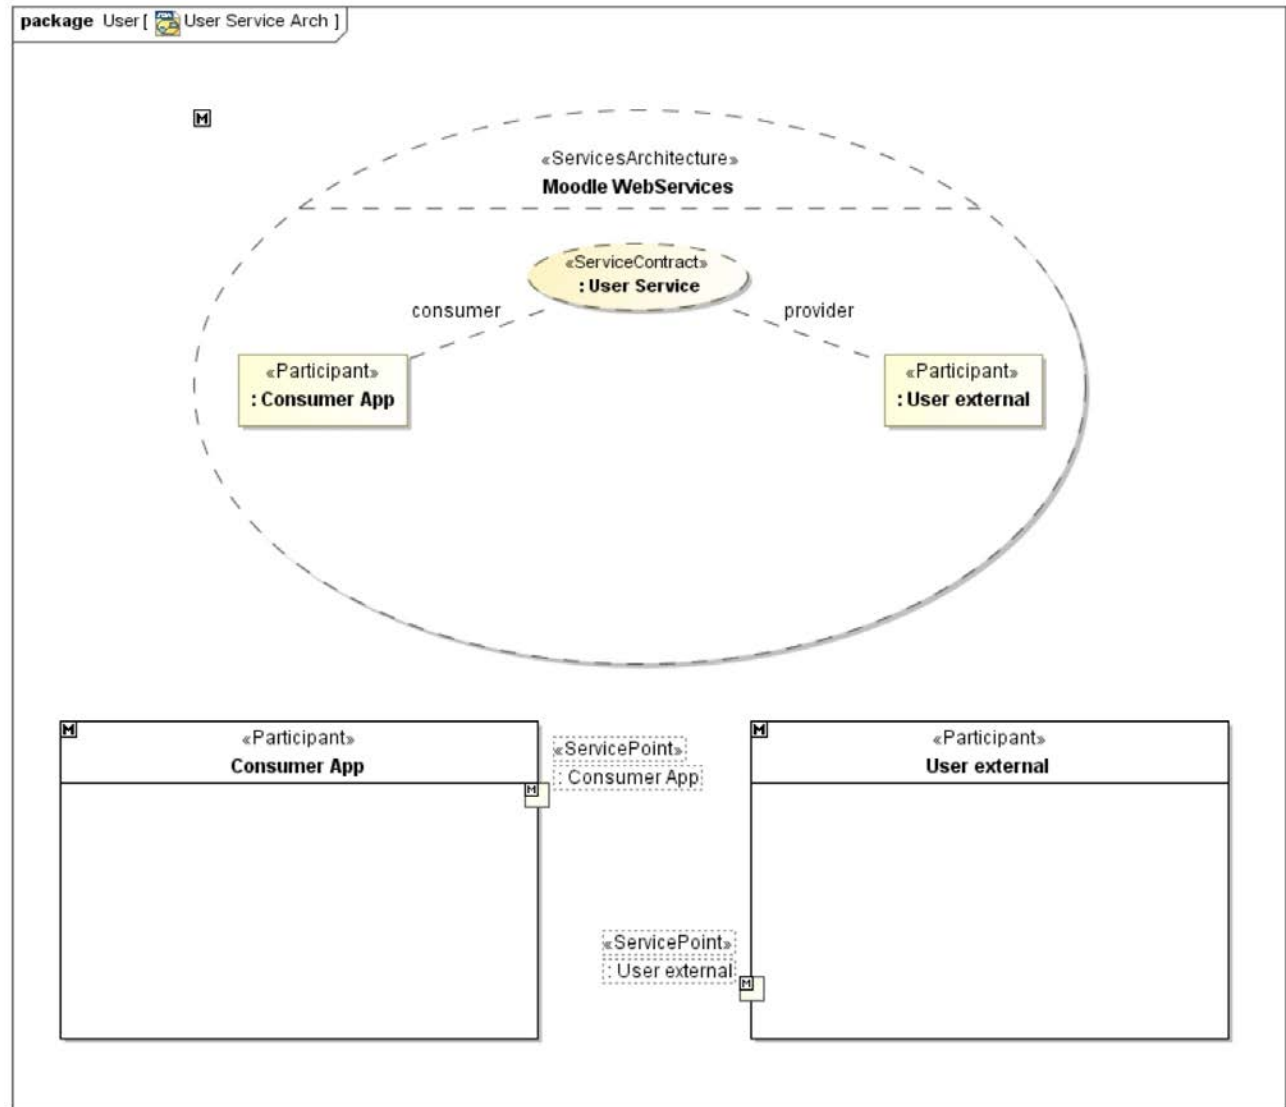 package User [ User Service Arch ]
M
«ServicesArchitecture»
Moodle WebServices
«ServiceContract»
: User Service
consumer
provider
«Participant»
: Consumer App
«Participant»
: User external
M
«Participant»
Consumer App
«ServicePoint»
: Consumer App
M
M
«Participant»
User external
«ServicePoint»
: User external
M